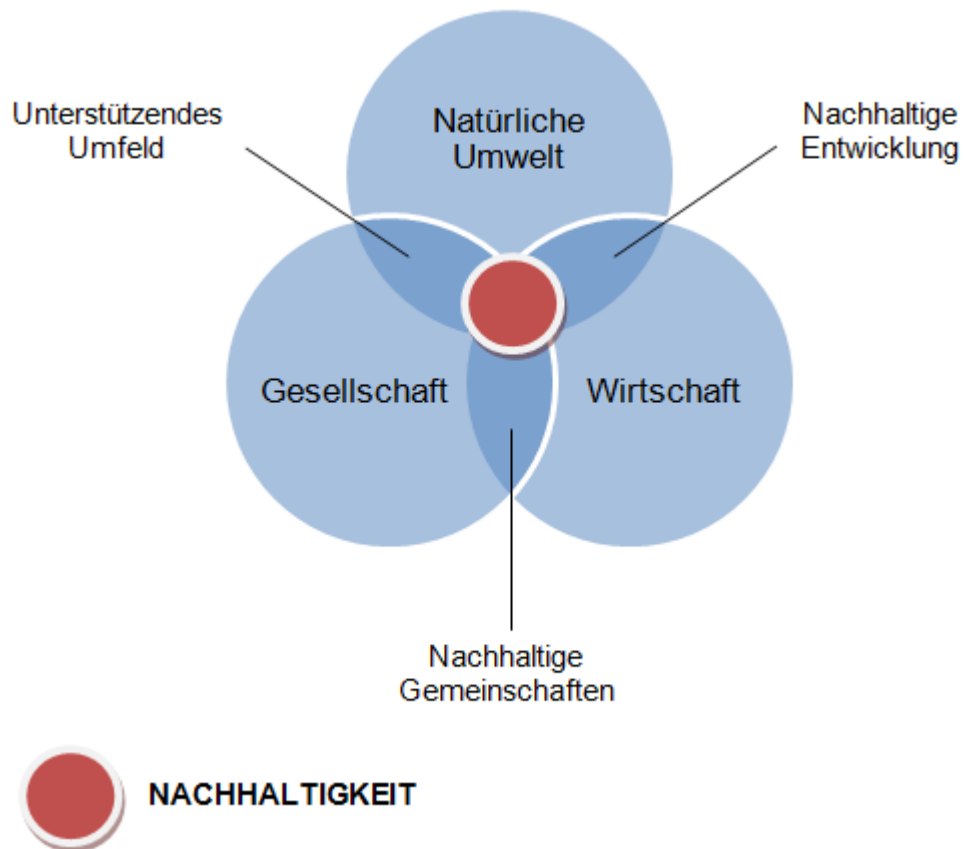 Unterstützendes
Umfeld
Natürliche
Umwelt
Nachhaltige
Entwicklung
Gesellschaft
Wirtschaft
Nachhaltige
Gemeinschaften
NACHHALTIGKEIT